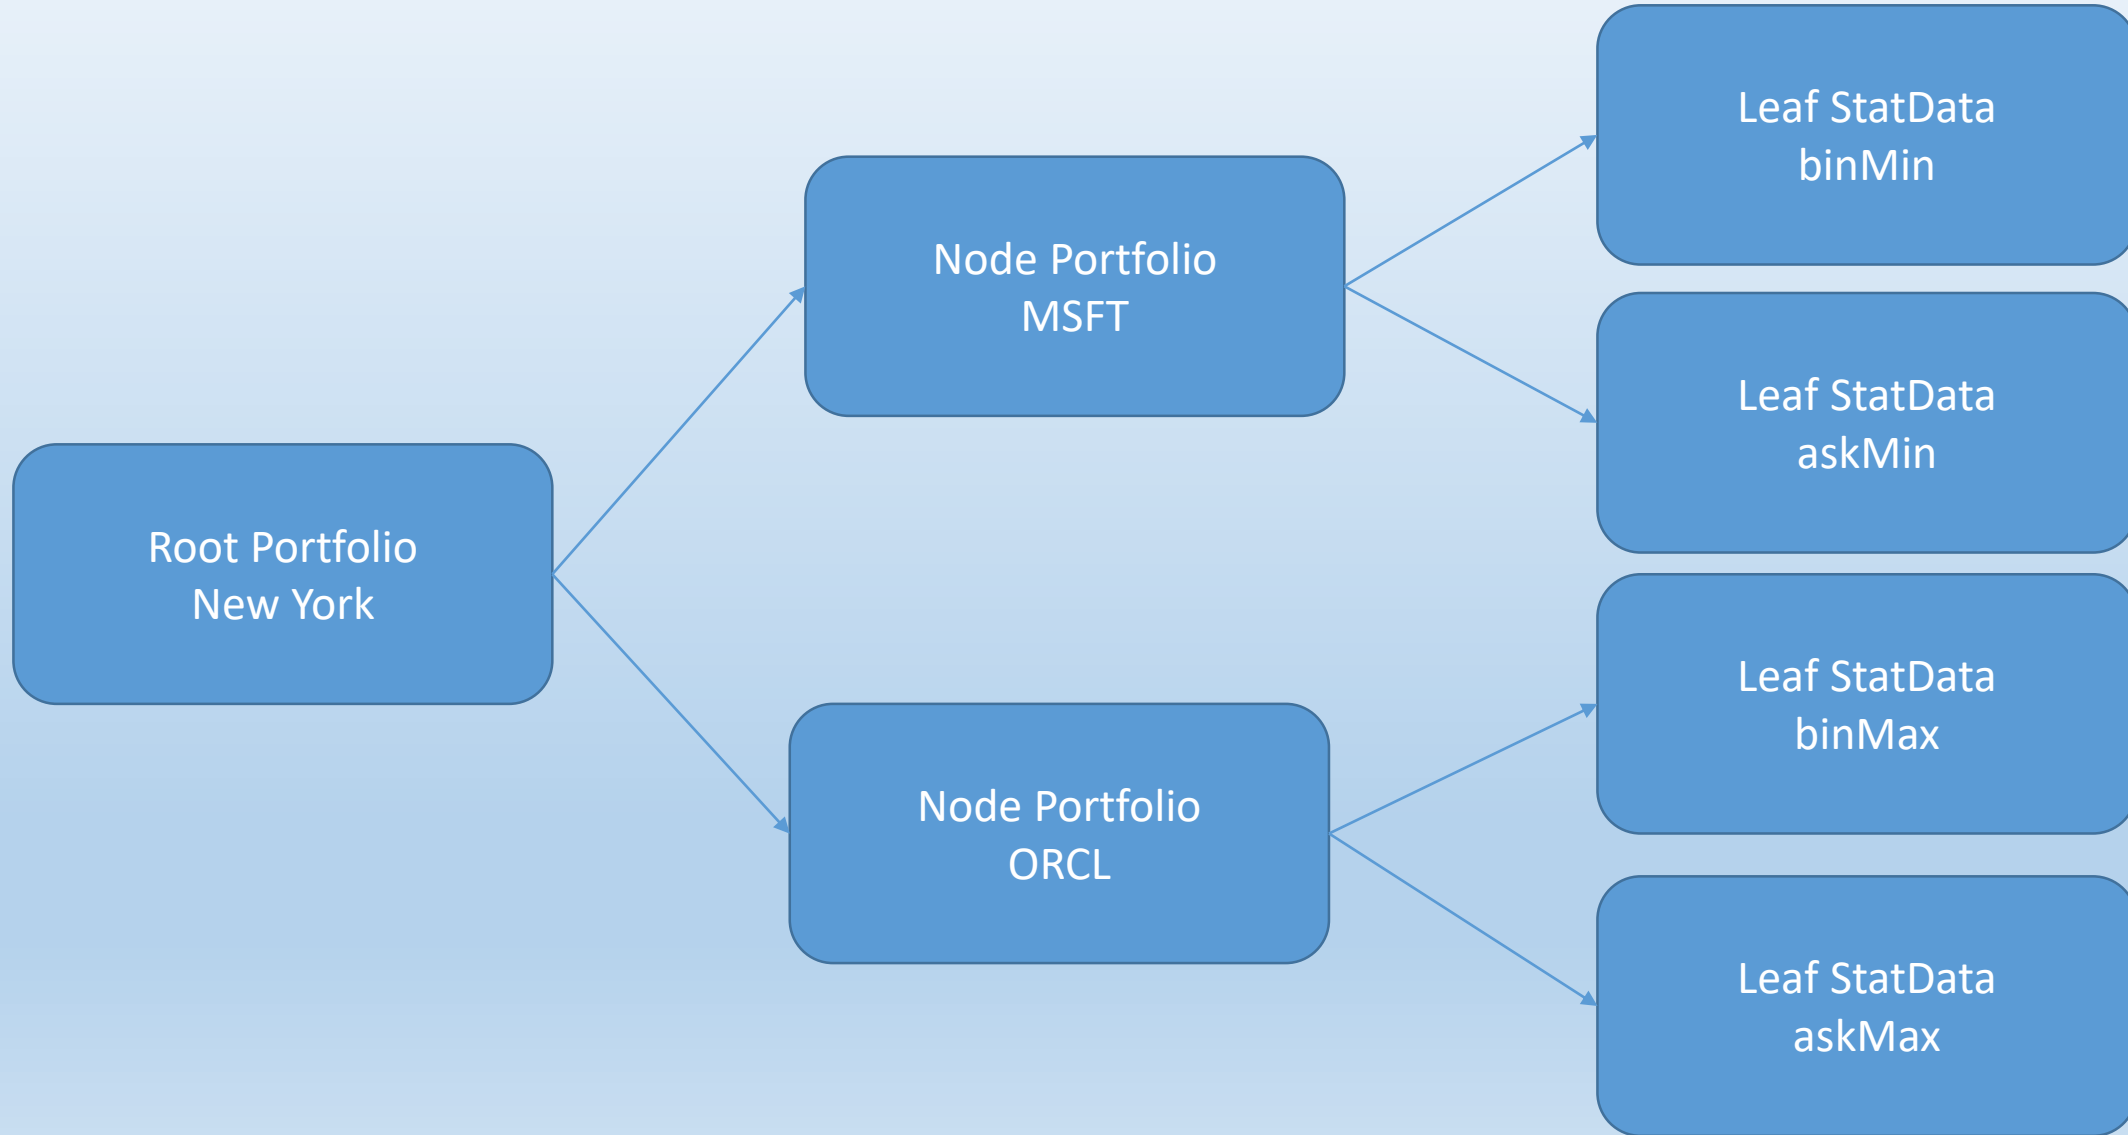 Root Portfolio
New York
Node Portfolio
MSFT
Node Portfolio
ORCL
Leaf StatData
binMin
Leaf StatData
askMin
Leaf StatData
binMax
Leaf StatData
askMax